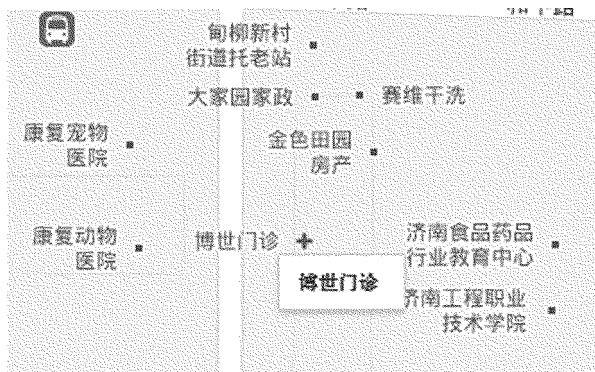 甸柳新村
街道托老站
大家园家政
赛维干洗
康复宠物
医院
金色田园
房产
康复动物
医院
博世门诊
济南食品药品
行业教育中心
博世门诊
济南工程职业
技术学院